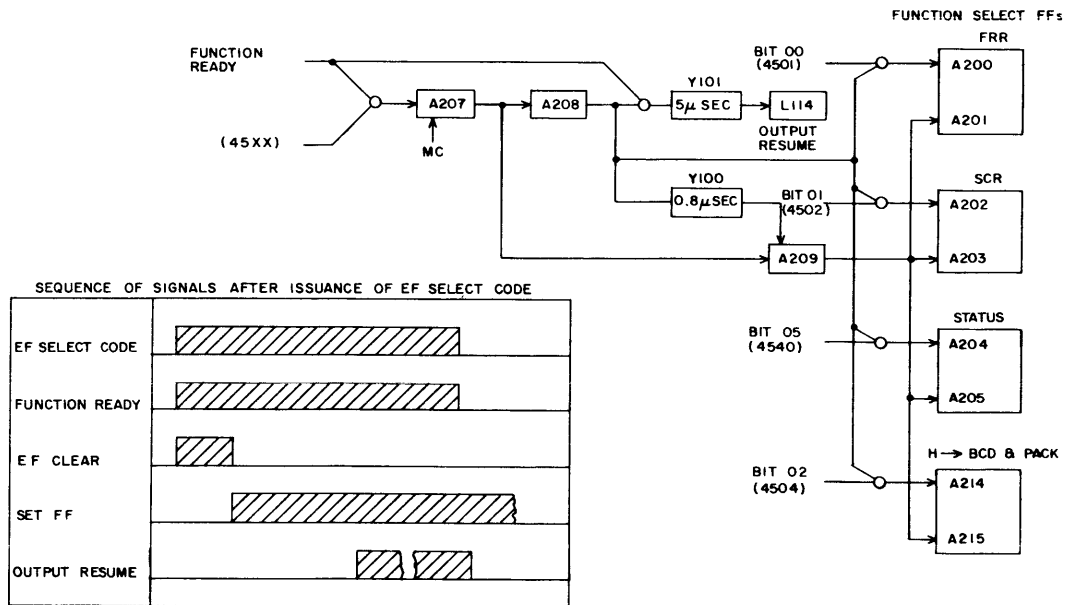 FUNCTION SELECT FFs
FRR
FUNCTION
READY
BIT 00
(4501)
A200
Y101
5μ SEC
L114
A207
A208
OUTPUT
RESUME
A201
(45XX)
MC
Y100
0.8μSEC
BIT 01
(4502)
SCR
A202
A209
A203
SEQUENCE OF SIGNALS AFTER ISSUANCE OF EF SELECT CODE
EF SELECT CODE
FUNCTION READY
EF CLEAR
SET FF
OUTPUT RESUME
STATUS
BIT 05
(4540)
A204
A205
H → BCD & PACK
BIT 02
(4504)
A214
A215